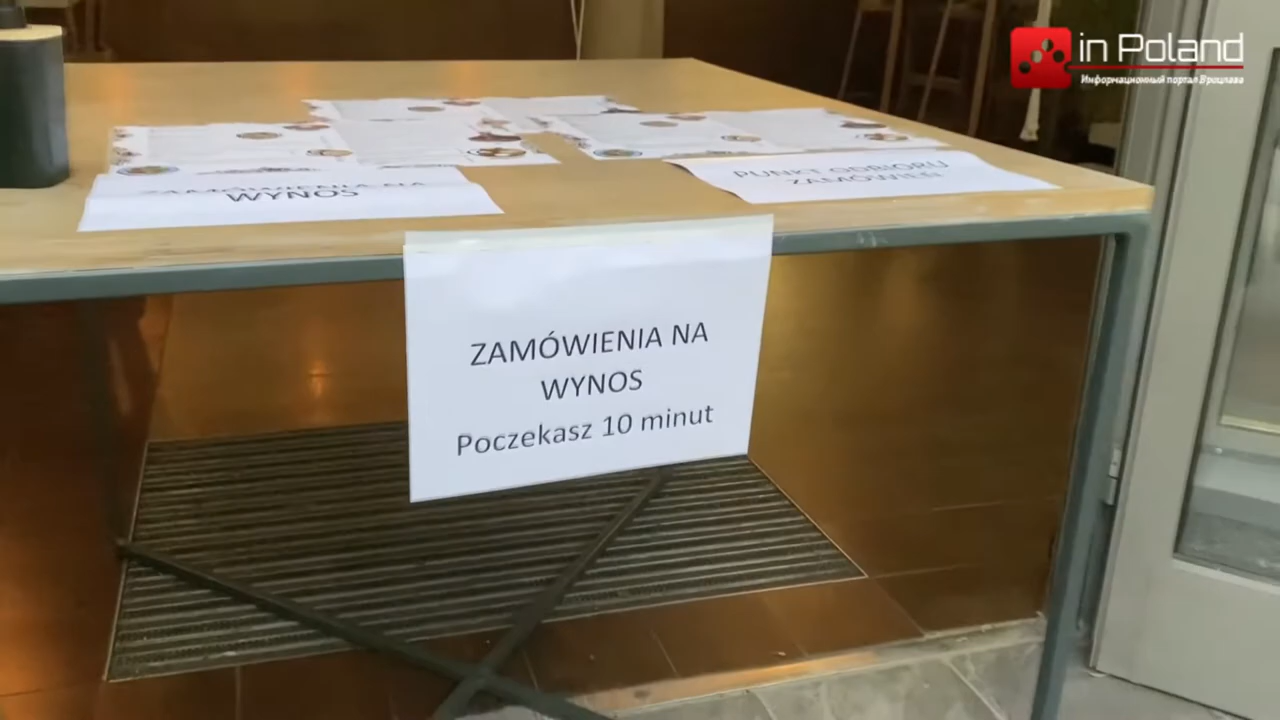 in Poland
Информационный портал Вроцлава
ZAMÓWIENIA NA
WYNOS
PUNKT ODBIORU
ZAMÓWIEŃ
ZAMÓWIENIA NA
WYNOS
Poczekasz 10 minut